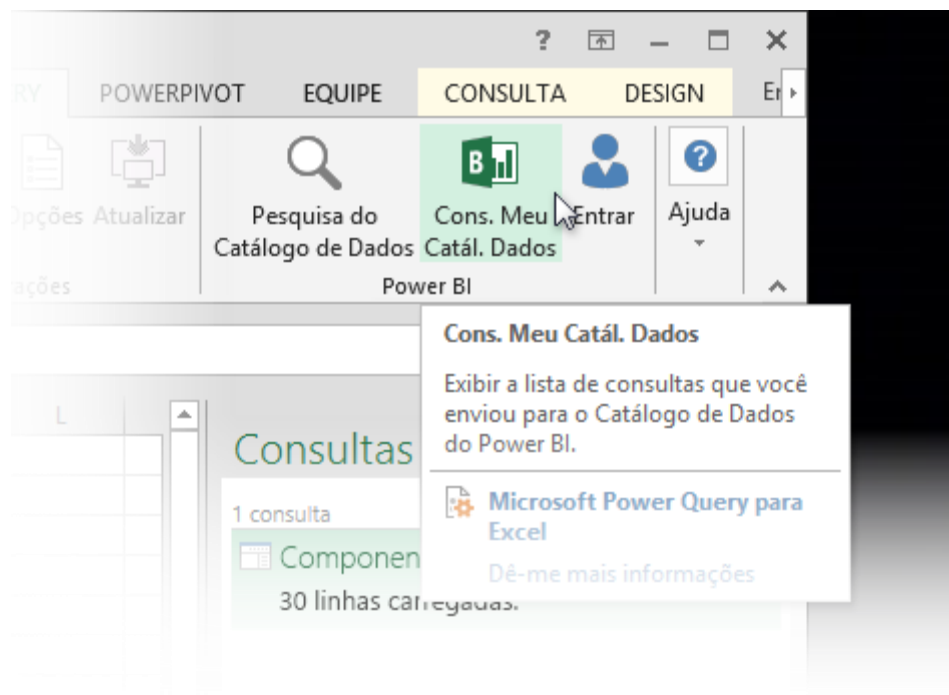 ?
RY POWERPIVOT EQUIPE CONSULTA DESIGN
B
?
Opções Atualizar
Pesquisa do
Catálogo de Dados
Cons. Meu
Catál. Dados
Entrar
Ajuda
Power BI
Cons. Meu Catál. Dados
Exibir a lista de consultas que você
enviou para o Catálogo de Dados
do Power BI.
Microsoft Power Query para
Excel
Dê-me mais informações
L
Consultas
1 consulta
Componen
30 linhas carregadas.